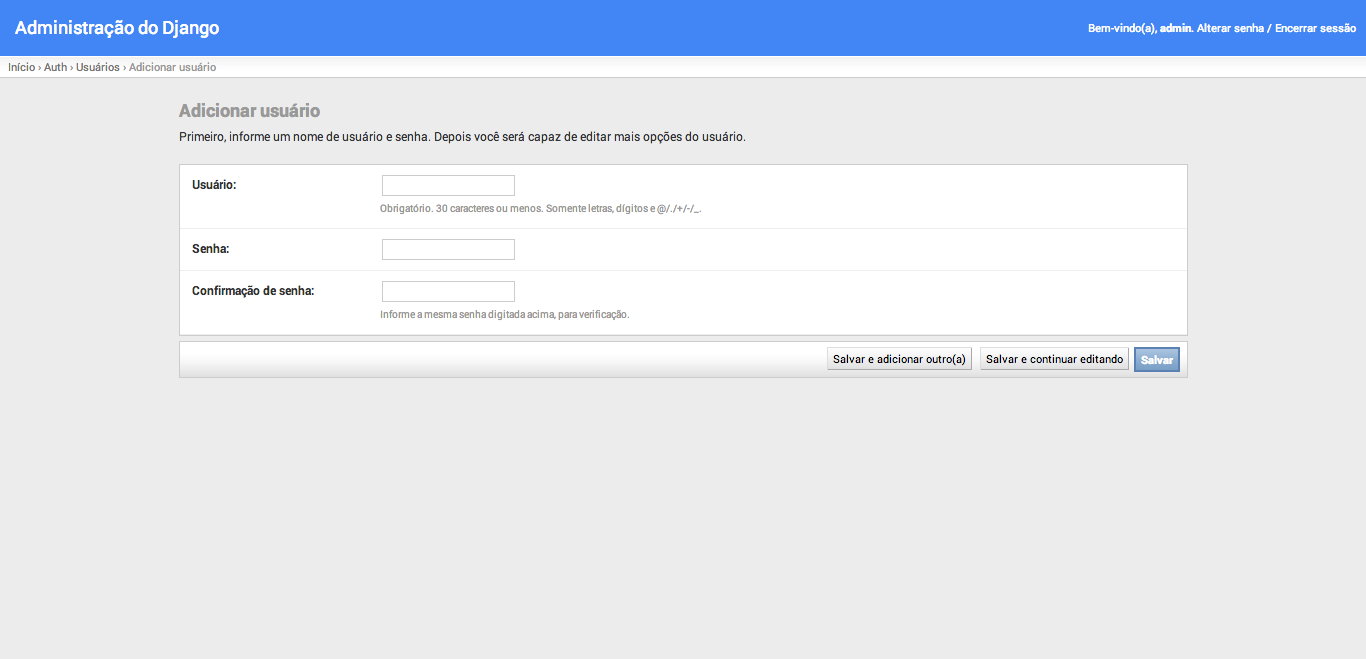 Administração do Django
Bem-vindo(a), admin. Alterar senha / Encerrar sessão
Início › Auth › Usuários › Adicionar usuário
Adicionar usuário
Primeiro, informe um nome de usuário e senha. Depois você será capaz de editar mais opções do usuário.
Usuário:
Obrigatório. 30 caracteres ou menos. Somente letras, dígitos e @/./+/-/_.
Senha:
Confirmação de senha:
Informe a mesma senha digitada acima, para verificação.
Salvar e adicionar outro(a) Salvar e continuar editando Salvar